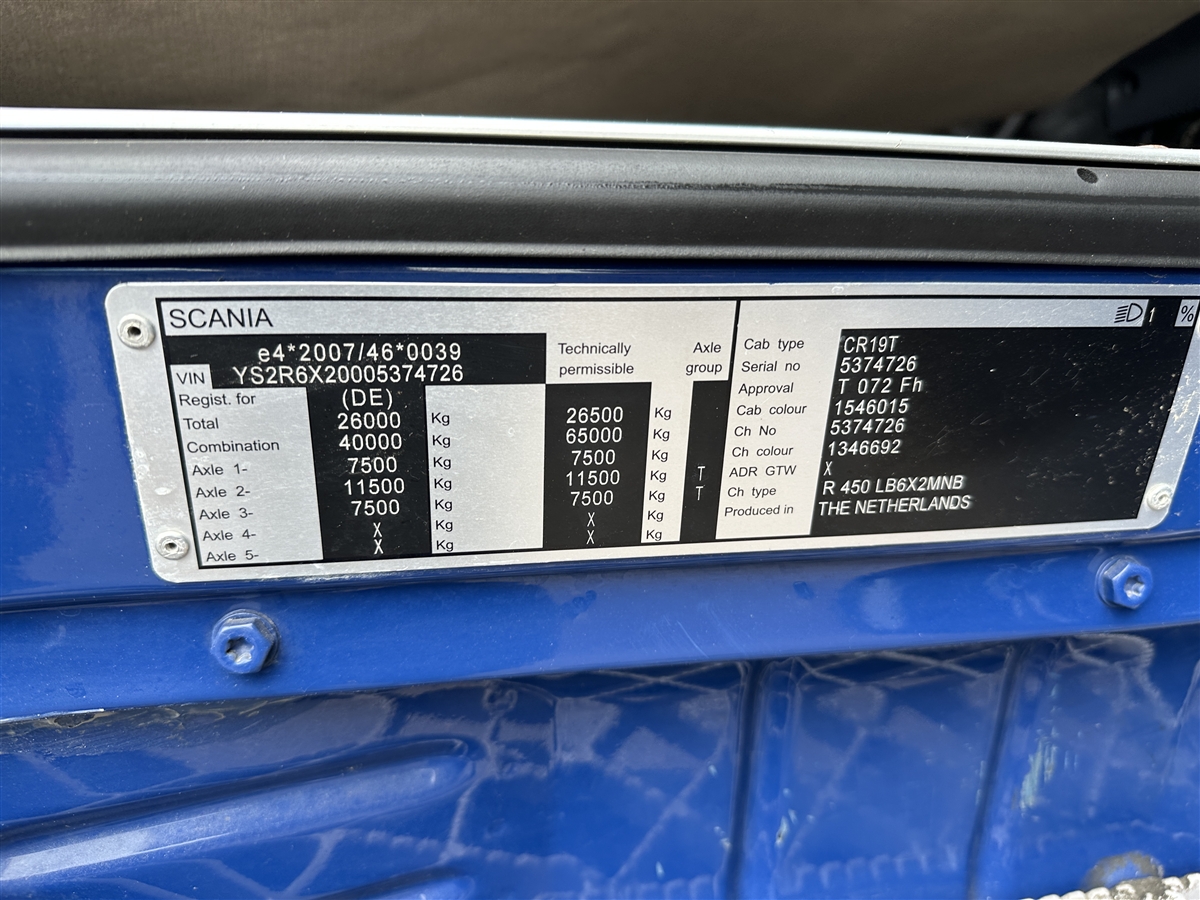 SCANIA
e4*2007/46*0039
VIN YS2R6X20005374726
Technically permissible
Axle group
Regist. for (DE)
Total 26000 Kg 26500 Kg
Combination 40000 Kg 65000 Kg
Axle 1- 7500 Kg 7500 Kg
Axle 2- 11500 Kg 11500 Kg T
Axle 3- 7500 Kg 7500 Kg T
Axle 4- X Kg X Kg
Axle 5- X Kg X Kg
1 %
Cab type CR19T
Serial no 5374726
Approval T 072 Fh
Cab colour 1546015
Ch No 5374726
Ch colour 1346692
ADR GTW X
Ch type R 450 LB6X2MNB
Produced in THE NETHERLANDS